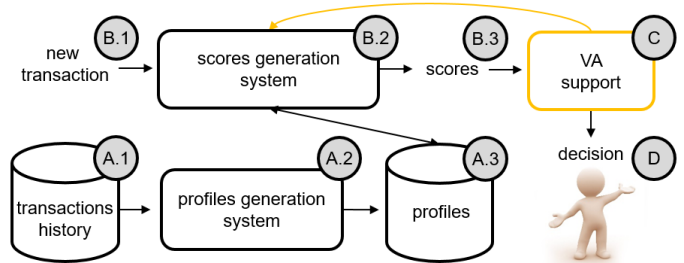 B.1
B.2
B.3
C
new
transaction
scores generation
system
scores
VA
support
A.1
A.2
A.3
decision
D
transactions
history
profiles generation
system
profiles